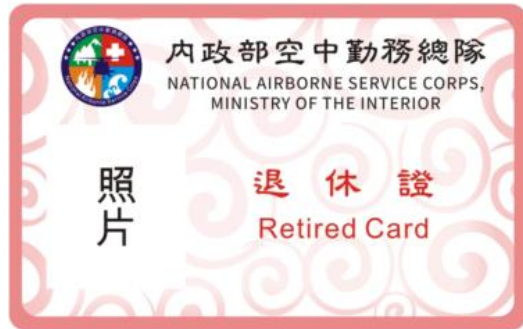 內政部空中勤務總隊
NATIONAL AIRBORNE SERVICE CORPS,
MINISTRY OF THE INTERIOR
照
片
退休證
Retired Card